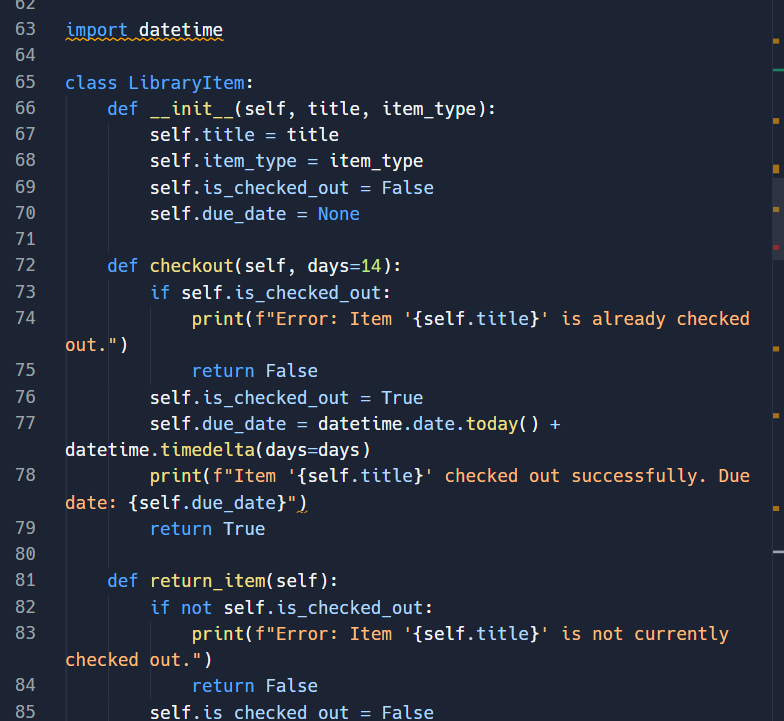 62
63 import datetime
64
65 class LibraryItem:
66     def __init__(self, title, item_type):
67         self.title = title
68         self.item_type = item_type
69         self.is_checked_out = False
70         self.due_date = None
71
72     def checkout(self, days=14):
73         if self.is_checked_out:
74             print(f"Error: Item '{self.title}' is already checked
out.")
75             return False
76         self.is_checked_out = True
77         self.due_date = datetime.date.today() +
datetime.timedelta(days=days)
78         print(f"Item '{self.title}' checked out successfully. Due
date: {self.due_date}")
79         return True
80
81     def return_item(self):
82         if not self.is_checked_out:
83             print(f"Error: Item '{self.title}' is not currently
checked out.")
84             return False
85         self.is_checked_out = False